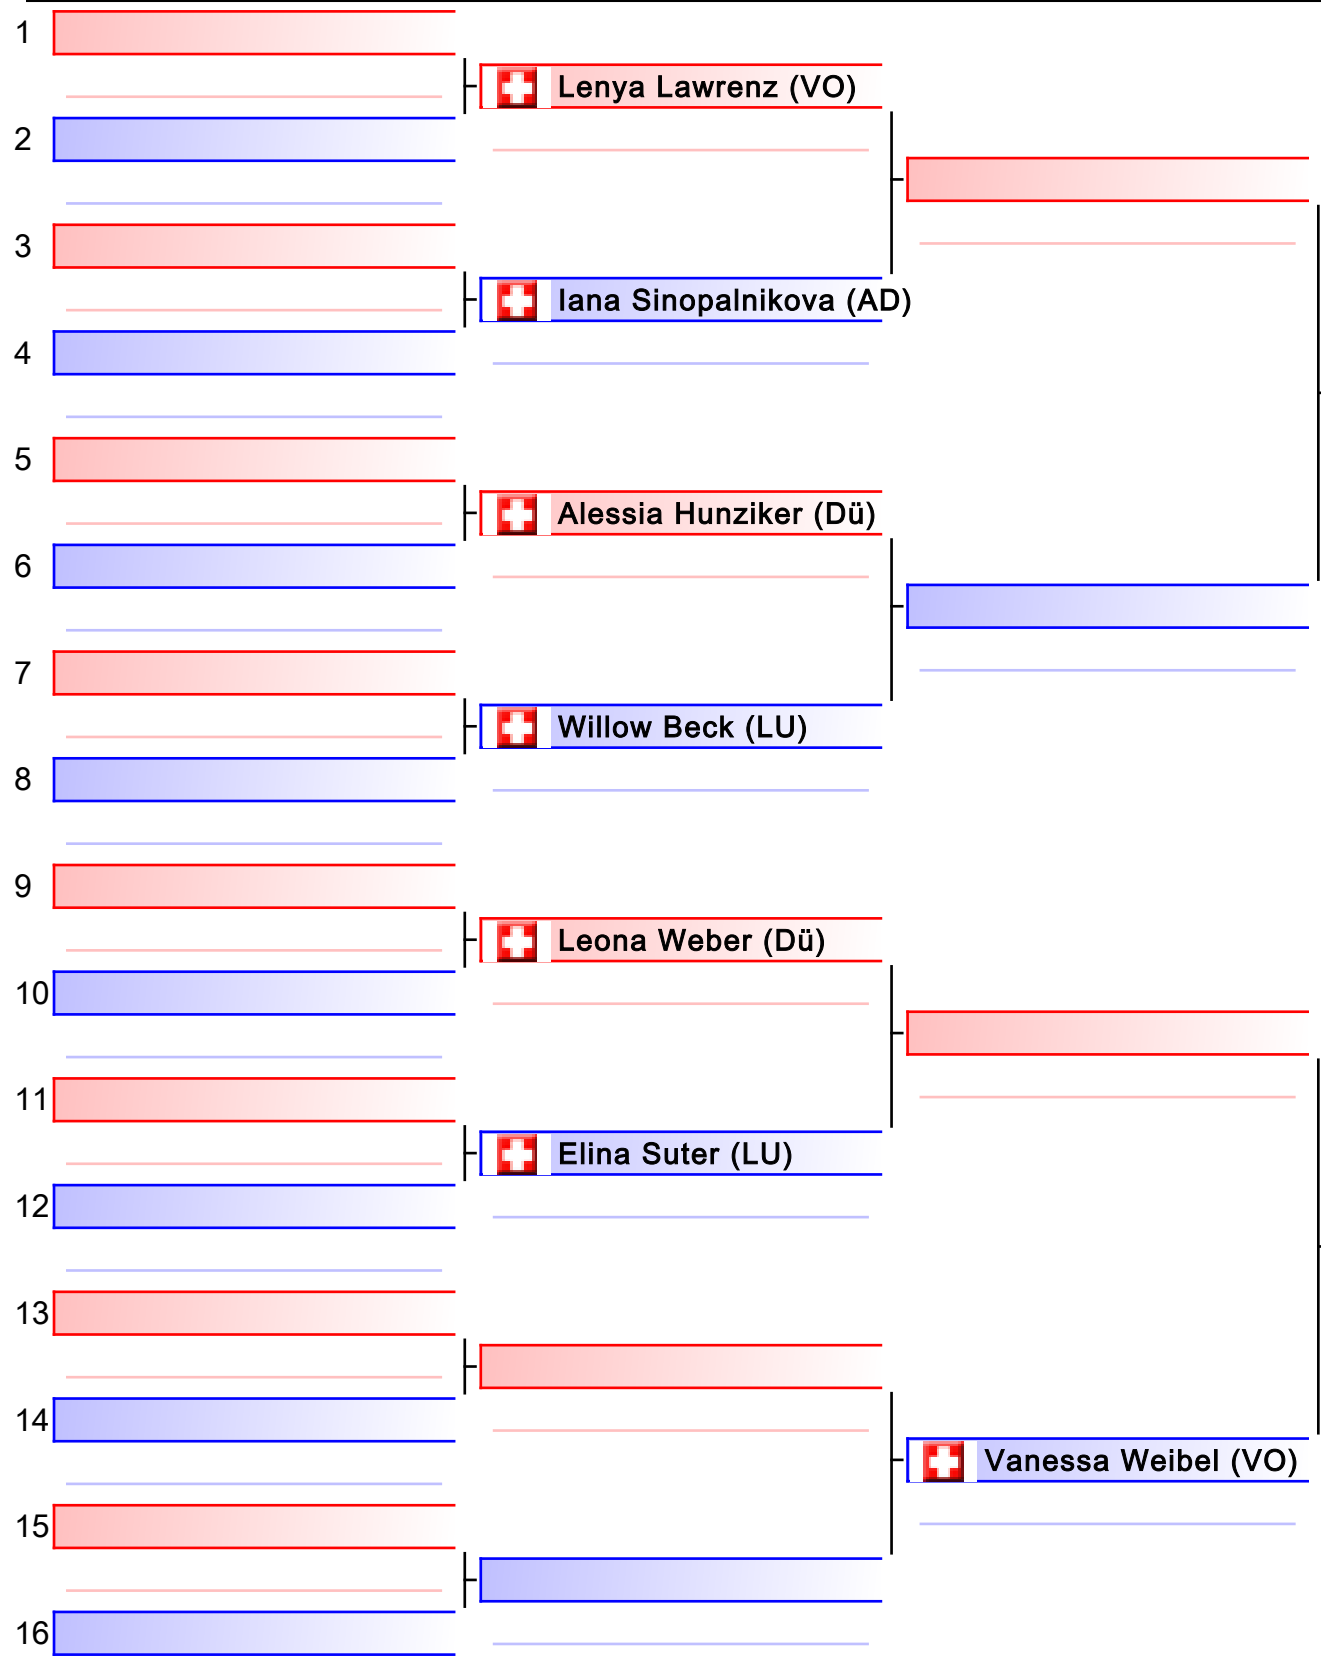 1
Lenya Lawrenz (VO)
2
3
Iana Sinopalnikova (AD)
4
5
Alessia Hunziker (Dü)
6
7
Willow Beck (LU)
8
9
Leona Weber (Dü)
10
11
Elina Suter (LU)
12
13
14
Vanessa Weibel (VO)
15
16